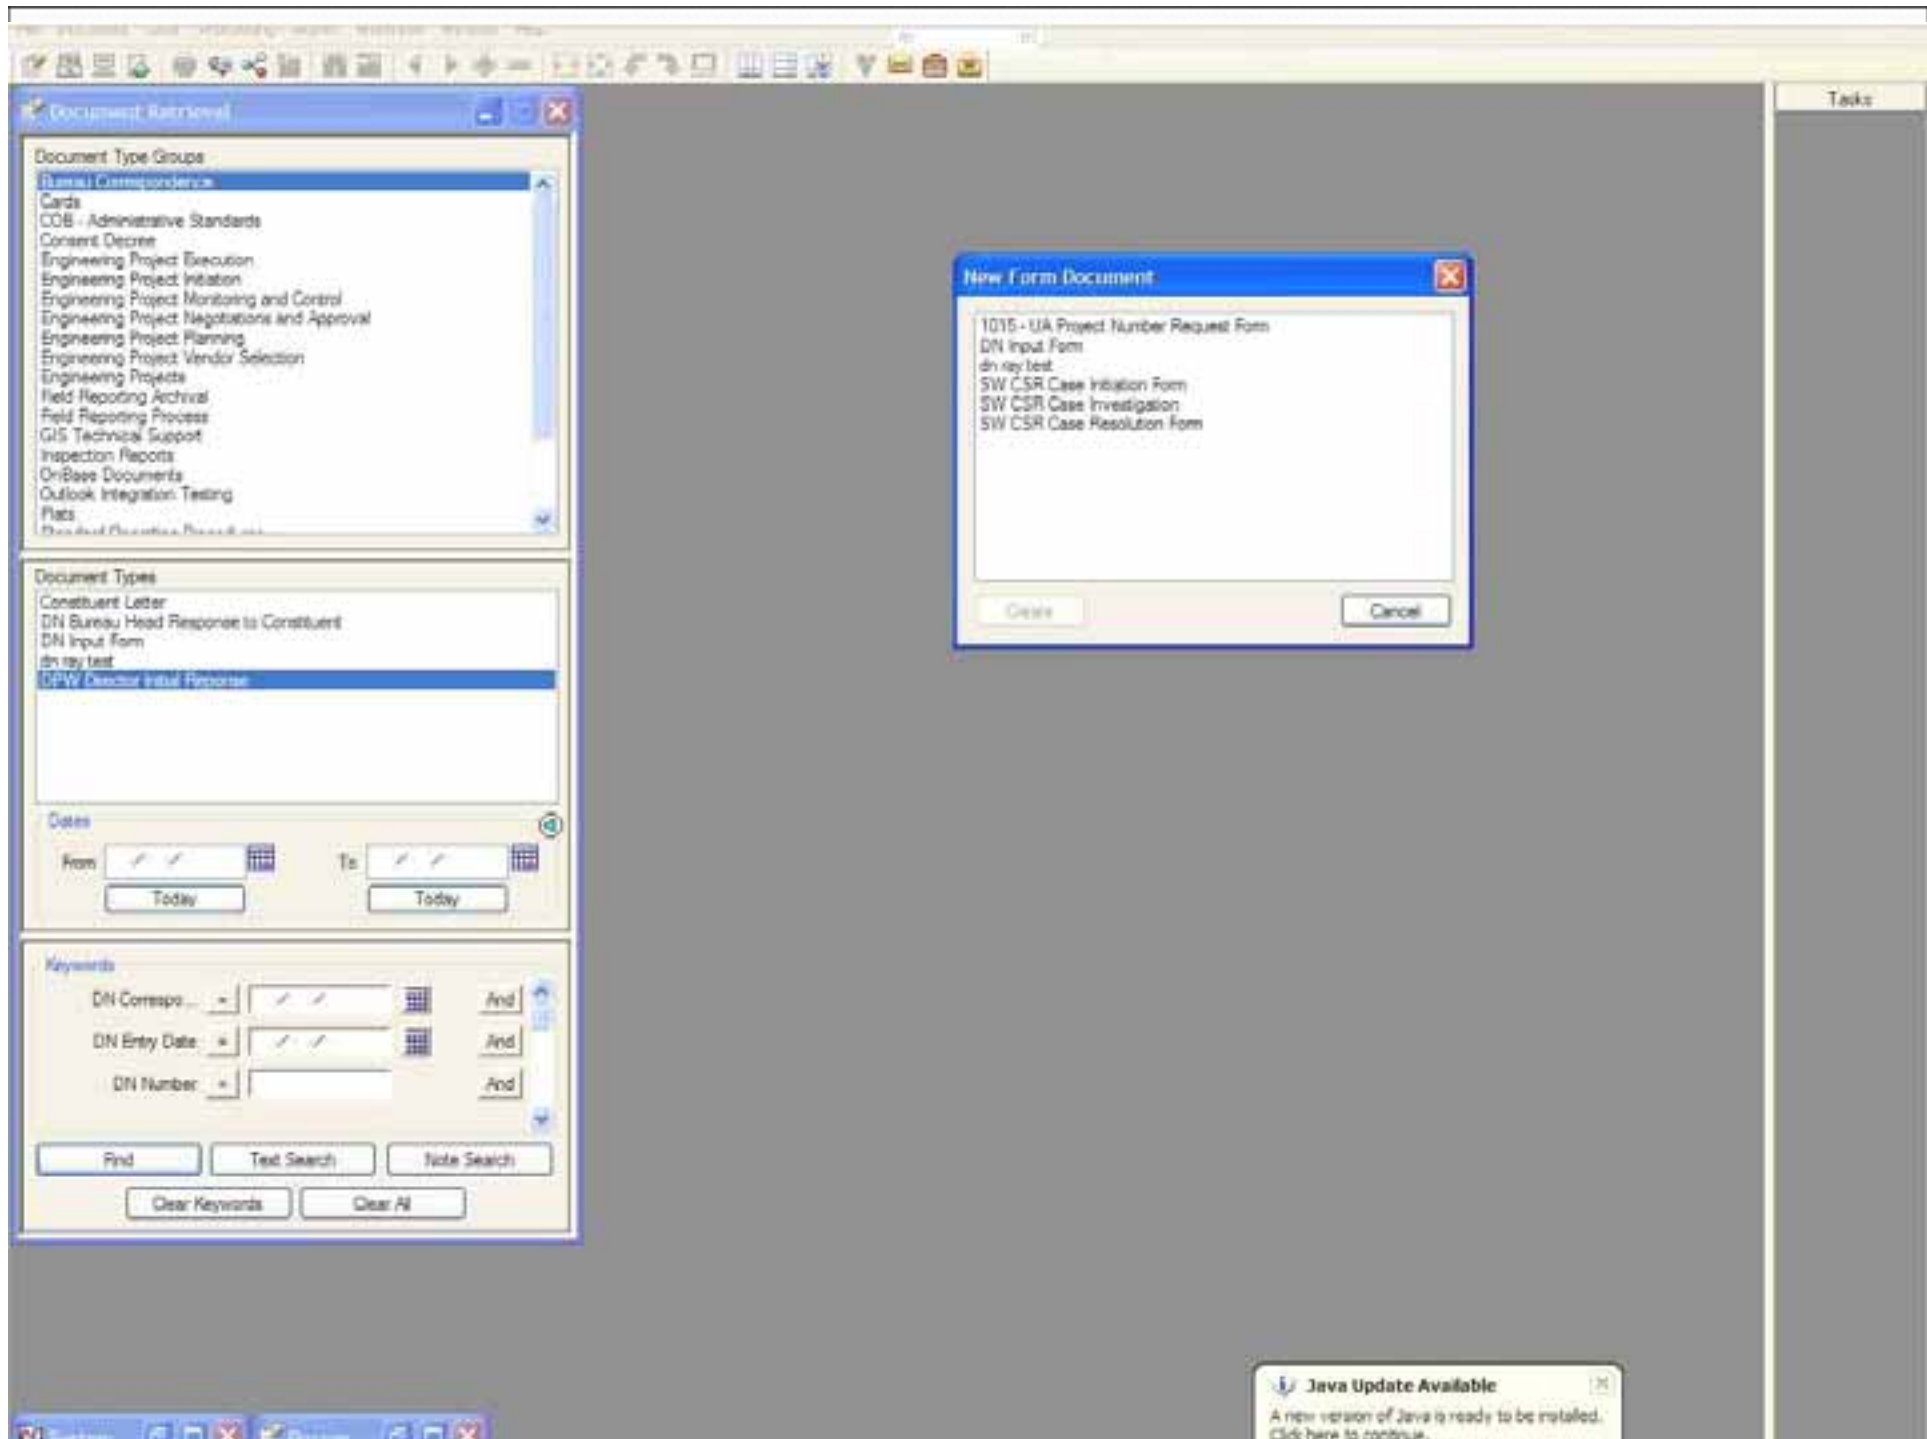 Document Retrieval
Document Type Groups
Bureau Correspondence
Cards
COB - Administrative Standards
Consent Decree
Engineering Project Execution
Engineering Project Initiation
Engineering Project Monitoring and Control
Engineering Project Negotiations and Approval
Engineering Project Planning
Engineering Project Vendor Selection
Engineering Projects
Field Reporting Archival
Field Reporting Process
GIS Technical Support
Inspection Reports
OnBase Documents
Outlook Integration Testing
Plats
Document Types
Constituent Letter
DN Bureau Head Response to Constituent
DN Input Form
dn ray test
DPW Director Initial Response
Dates
From / / To / /
Today Today
Keywords
DN Correspo... = / / And
DN Entry Date = / / And
DN Number = And
Find Text Search Note Search
Clear Keywords Clear All
New Form Document
1015 - UA Project Number Request Form
DN Input Form
dn ray test
SW CSR Case Initiation Form
SW CSR Case Investigation
SW CSR Case Resolution Form
Create Cancel
Tasks
Java Update Available
A new version of Java is ready to be installed.
Click here to continue.